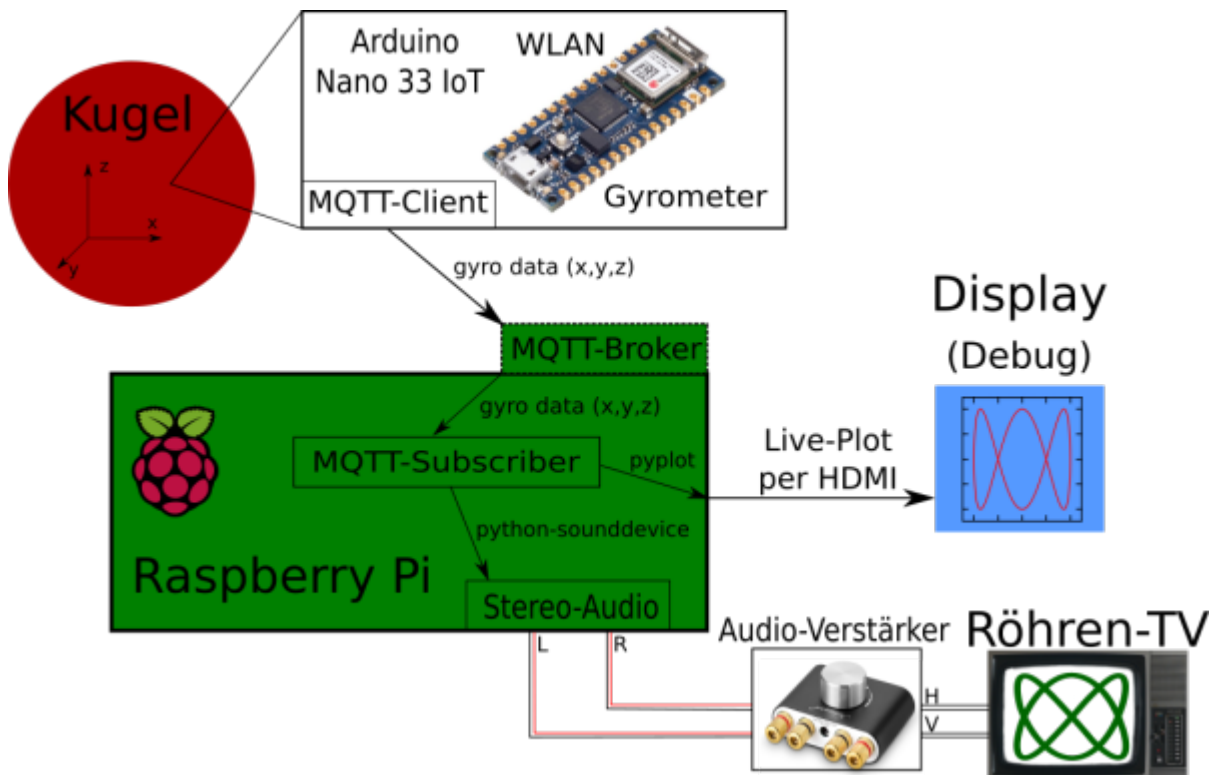 Kugel
z
x
y
Arduino
Nano 33 IoT
WLAN
MQTT-Client
Gyrometer
gyro data (x,y,z)
MQTT-Broker
gyro data (x,y,z)
MQTT-Subscriber
pyplot
python-sounddevice
Raspberry Pi
Stereo-Audio
Live-Plot
per HDMI
Display
(Debug)
L
R
Audio-Verstärker
H
V
Röhren-TV